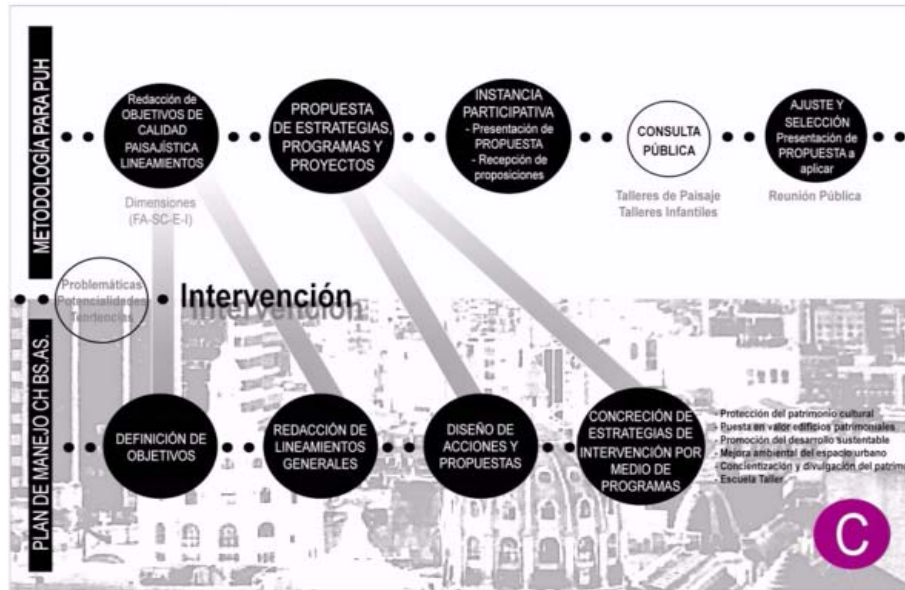 METODOLOGÍA PARA PUH
Redacción de
OBJETIVOS DE
CALIDAD
PAISAJÍSTICA
LINEAMIENTOS
PROPUESTA
DE ESTRATEGIAS,
PROGRAMAS Y
PROYECTOS
INSTANCIA
PARTICIPATIVA
- Presentación de
PROPUESTA
- Recepción de
proposiciones
CONSULTA
PÚBLICA
AJUSTE Y
SELECCIÓN
Presentación de
PROPUESTA a
aplicar
Dimensiones
(FA-SC-E-I)
Talleres de Paisaje
Talleres Infantiles
Reunión Pública
Problemáticas
Potencialidades
Tendencias
Intervención
PLAN DE MANEJO CH BS.AS.
DEFINICIÓN DE
OBJETIVOS
REDACCIÓN DE
LINEAMIENTOS
GENERALES
DISEÑO DE
ACCIONES Y
PROPUESTAS
CONCRECIÓN DE
ESTRATEGIAS DE
INTERVENCIÓN POR
MEDIO DE
PROGRAMAS
- Protección del patrimonio cultural
- Puesta en valor edificios patrimoniales
- Promoción del desarrollo sustentable
- Mejora ambiental del espacio urbano
- Concientización y divulgación del patrim
- Escuela Taller
C